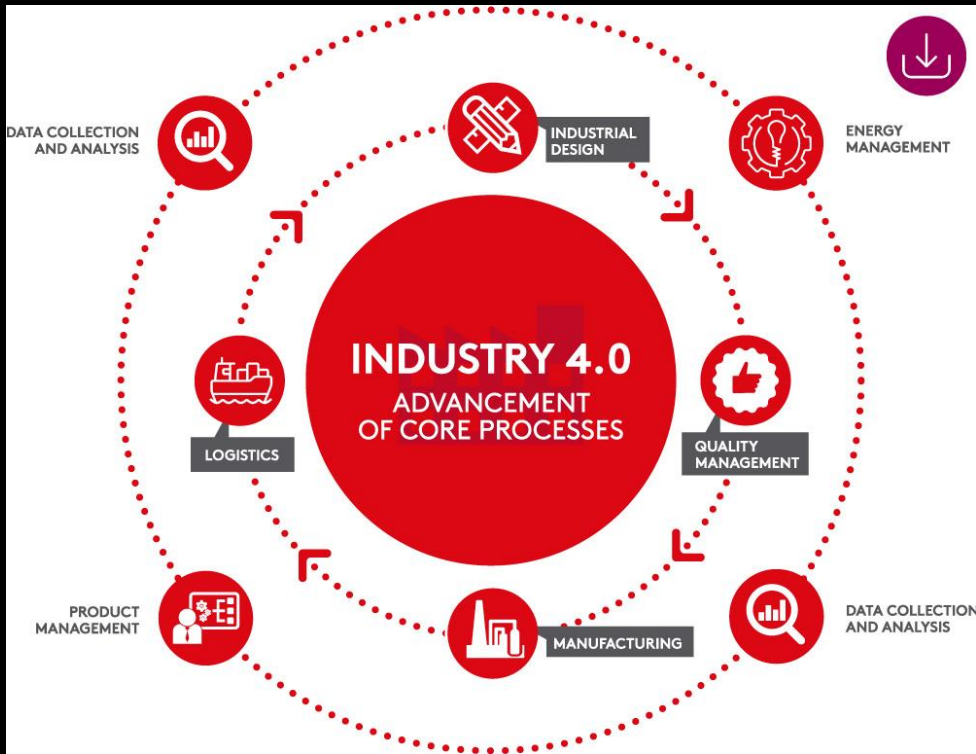 DATA COLLECTION
AND ANALYSIS
INDUSTRIAL
DESIGN
ENERGY
MANAGEMENT
INDUSTRY 4.0
ADVANCEMENT
OF CORE PROCESSES
LOGISTICS
QUALITY
MANAGEMENT
PRODUCT
MANAGEMENT
MANUFACTURING
DATA COLLECTION
AND ANALYSIS